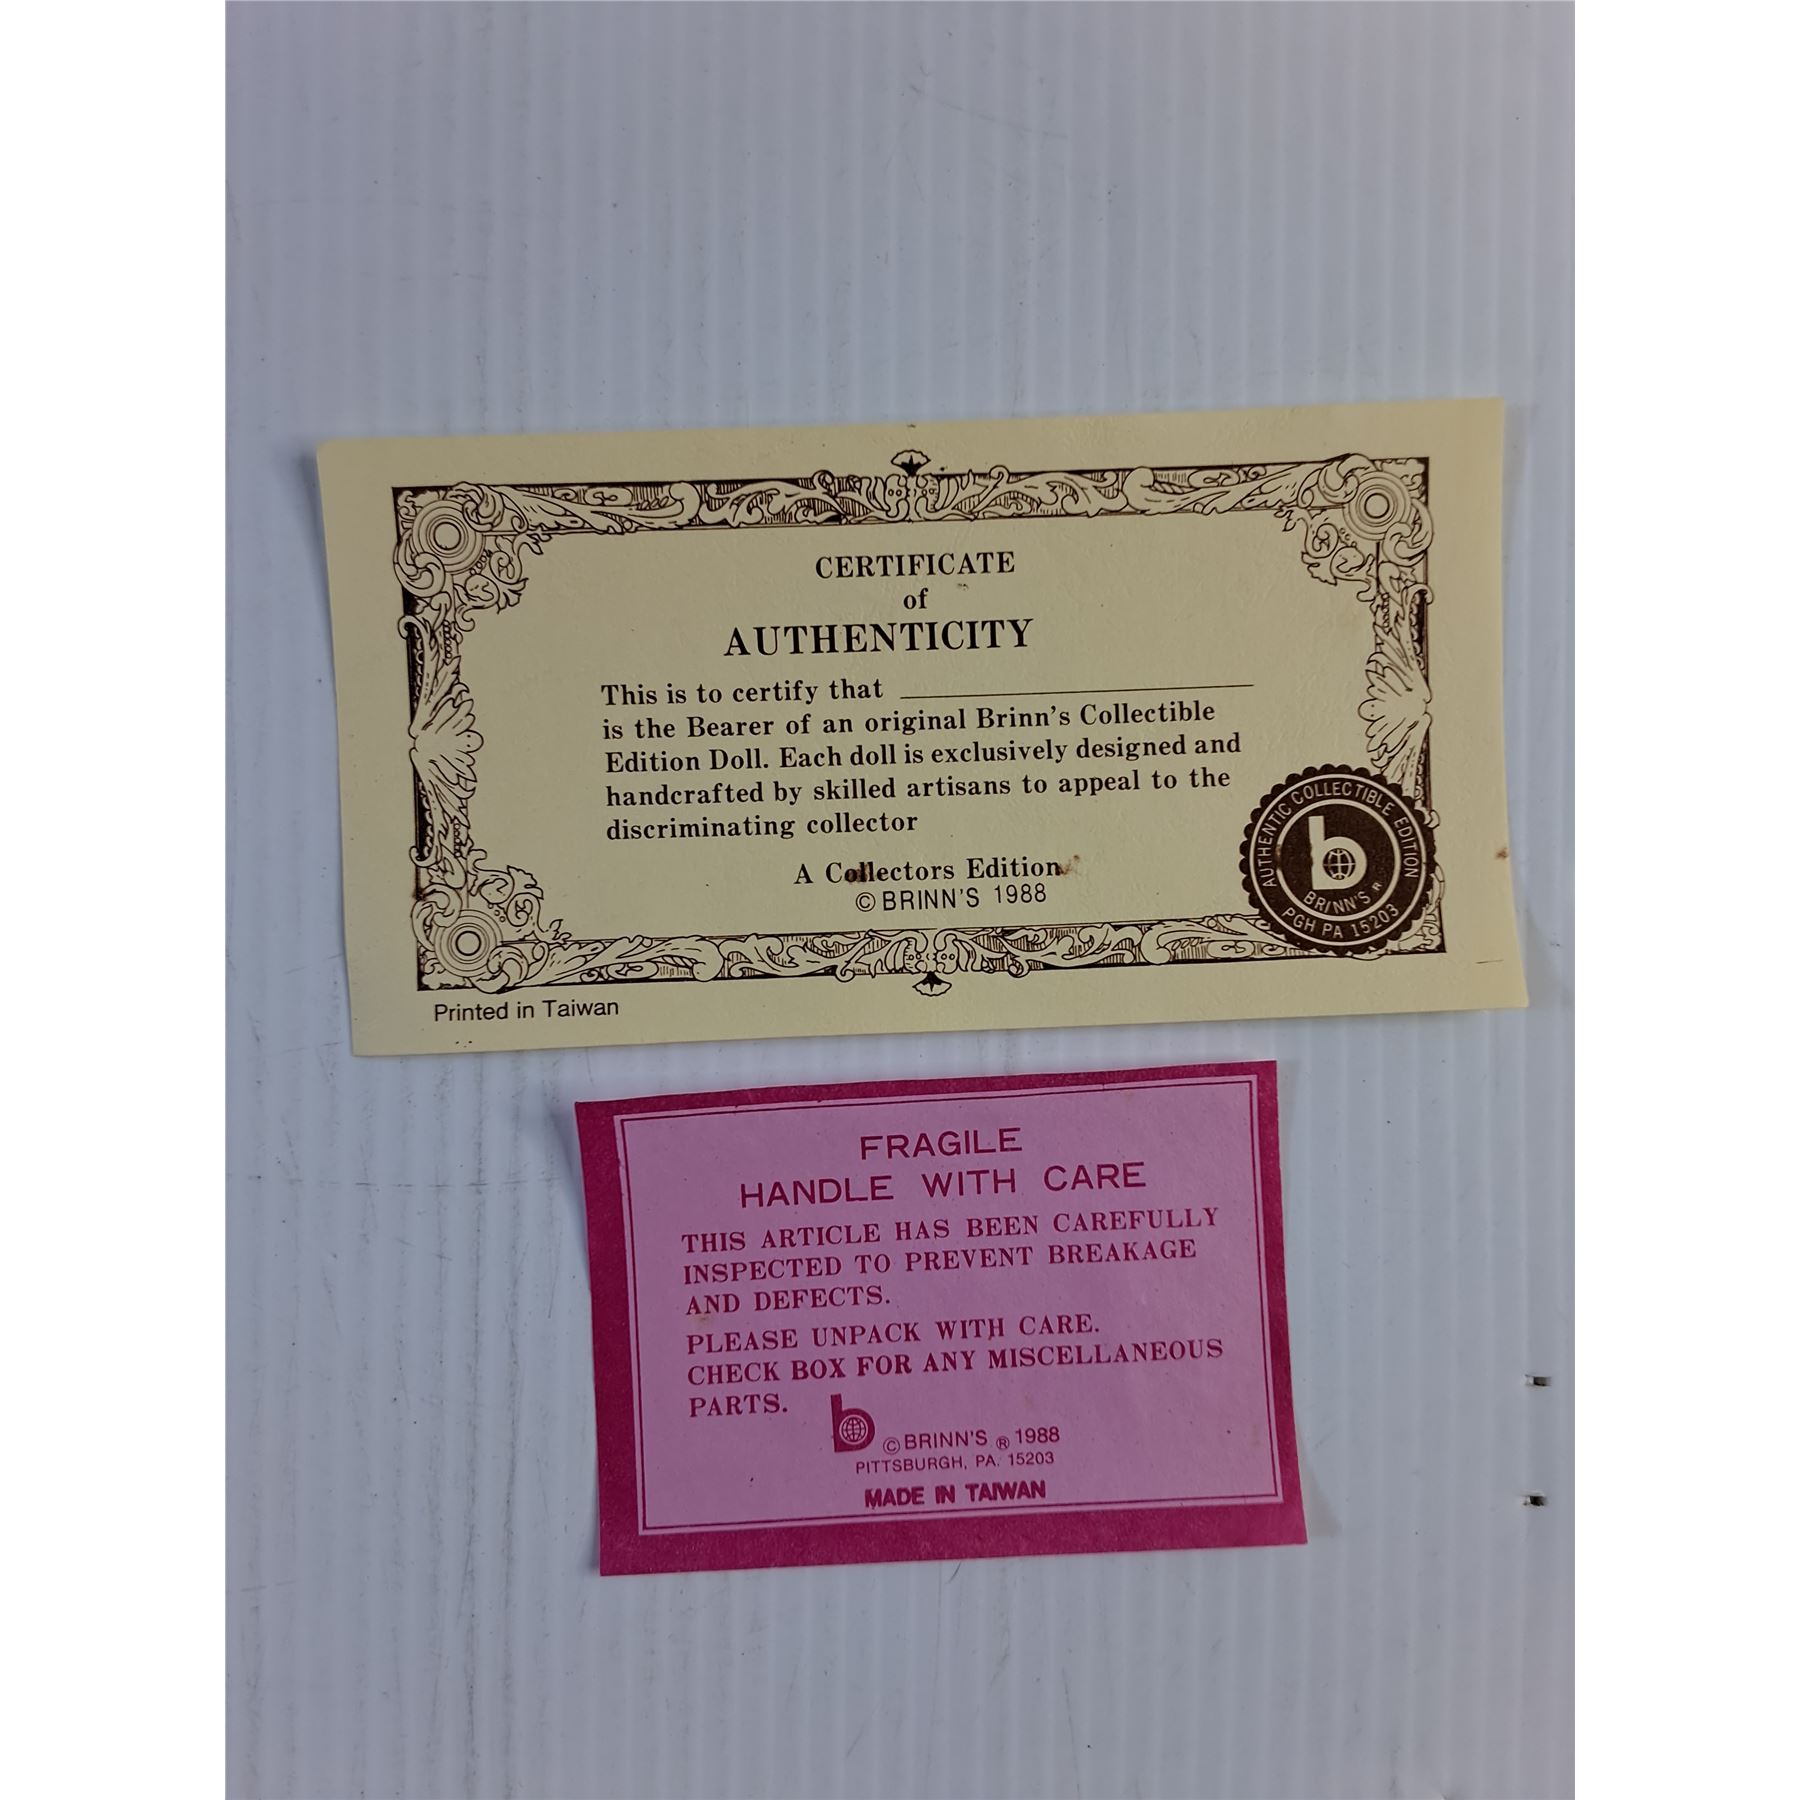 CERTIFICATE
of
AUTHENTICITY
This is to certify that
is the Bearer of an original Brinn's Collectible
Edition Doll. Each doll is exclusively designed and
handcrafted by skilled artisans to appeal to the
discriminating collector
A Collectors Edition
© BRINN'S 1988
AUTHENTIC COLLECTIBLE EDITION
b
BRINN'S R
PGH PA 15203
Printed in Taiwan
FRAGILE
HANDLE WITH CARE
THIS ARTICLE HAS BEEN CAREFULLY
INSPECTED TO PREVENT BREAKAGE
AND DEFECTS.
PLEASE UNPACK WITH CARE.
CHECK BOX FOR ANY MISCELLANEOUS
PARTS.
b © BRINN'S ® 1988
PITTSBURGH, PA. 15203
MADE IN TAIWAN